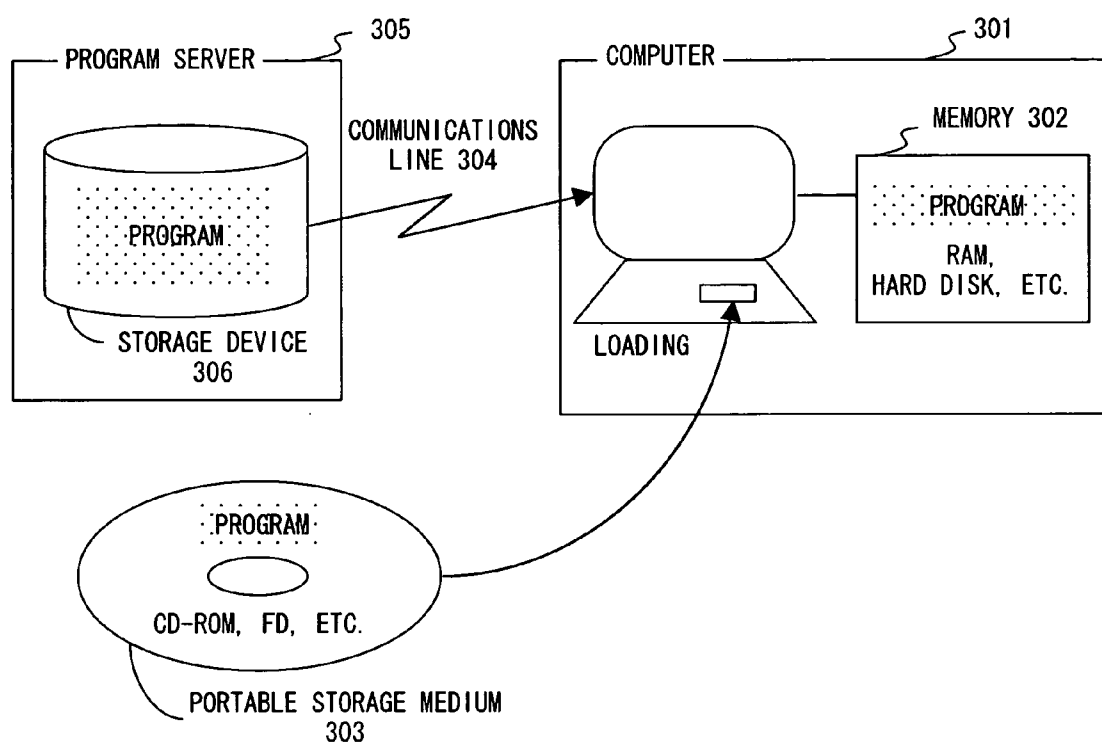 305
PROGRAM SERVER
PROGRAM
STORAGE DEVICE
306
COMMUNICATIONS
LINE 304
301
COMPUTER
MEMORY 302
PROGRAM
RAM,
HARD DISK, ETC.
LOADING
PROGRAM
CD-ROM, FD, ETC.
PORTABLE STORAGE MEDIUM
303